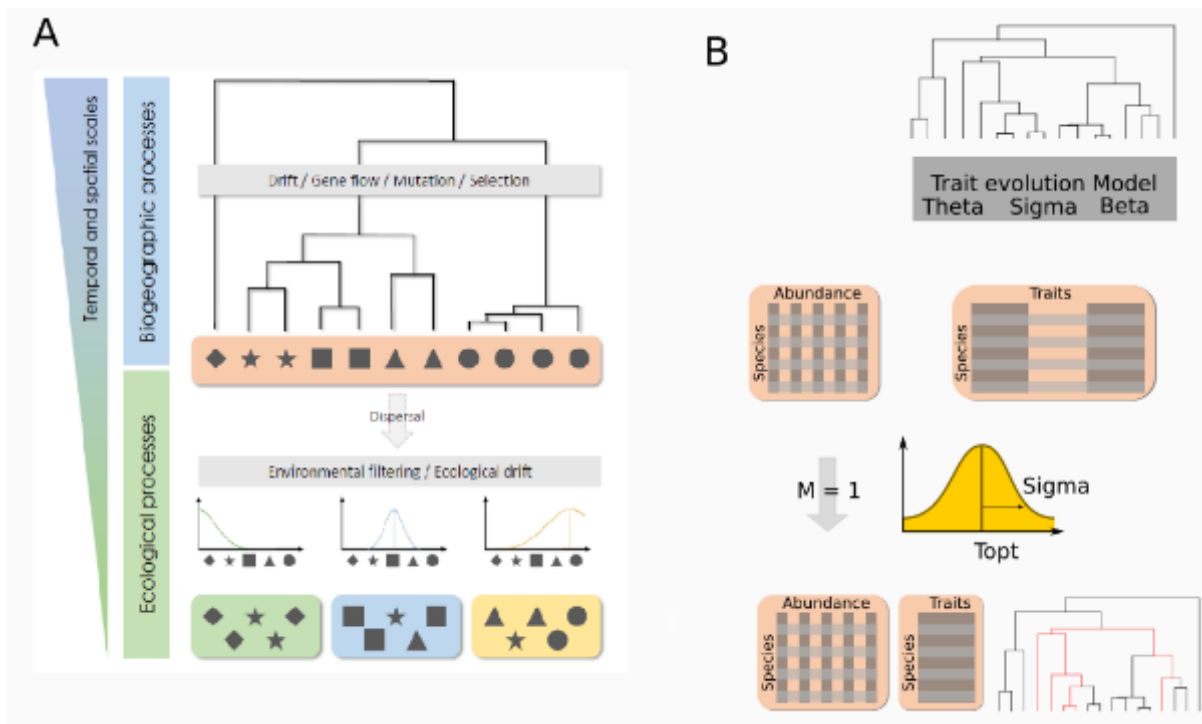 A
Temporal and spatial scales
Biogeographic processes
Ecological processes
Drift / Gene flow / Mutation / Selection
Dispersal
Environmental filtering / Ecological drift
B
Trait evolution Model
Theta Sigma Beta
Abundance
Species
Traits
Species
M = 1
Sigma
Topt
Abundance
Species
Traits
Species